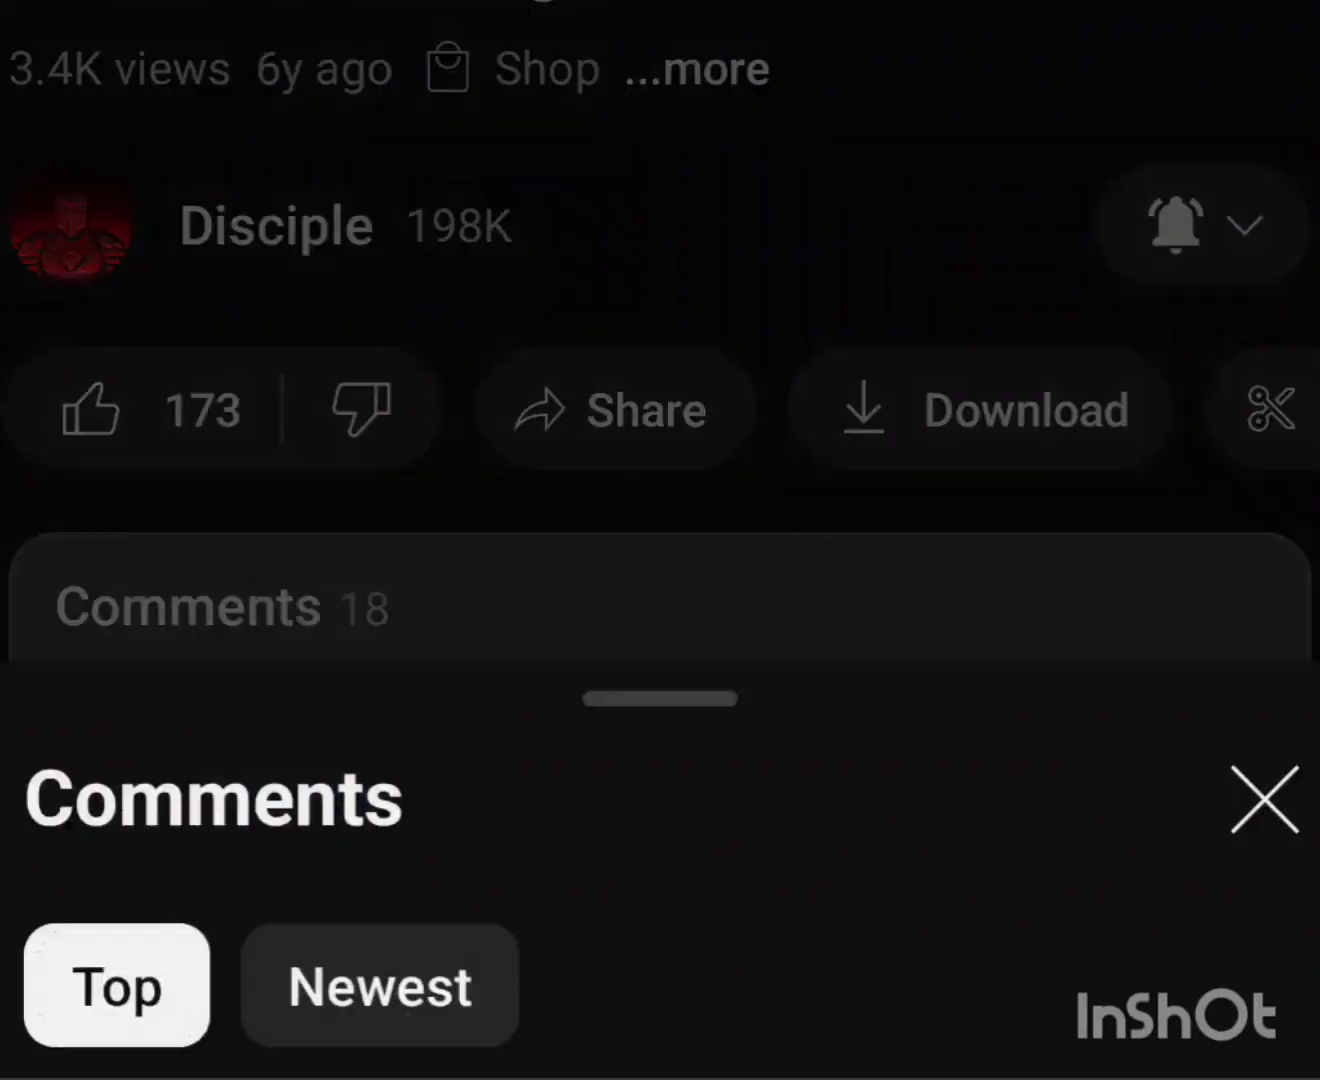 3.4K views 6y ago Shop ...more
Disciple 198K
173 Share Download
Comments 18
Comments
Top Newest
InShOt